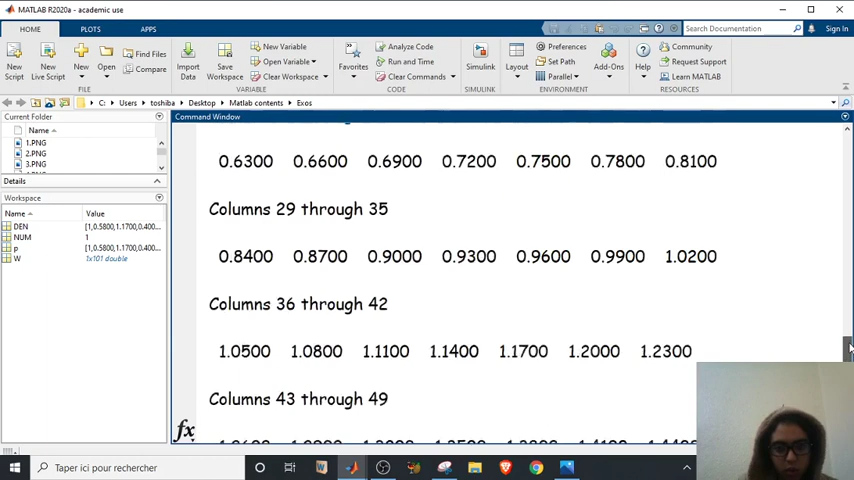 MATLAB R2020a - academic use
HOME PLOTS APPS Search Documentation Sign In
New Script
New Live Script
New
Open
Find Files
Compare
Import Data
Save Workspace
New Variable
Open Variable
Clear Workspace
Favorites
Analyze Code
Run and Time
Clear Commands
Simulink
Layout
Preferences
Set Path
Parallel
Add-Ons
Help
Community
Request Support
Learn MATLAB
FILE VARIABLE CODE SIMULINK ENVIRONMENT RESOURCES
C: Users toshiba Desktop Matlab contents Exos
Current Folder
Name
1.PNG
2.PNG
3.PNG
Details
Workspace
Name Value
DEN [1,0.5800,1.1700,0.400...
NUM 1
p [1,0.5800,1.1700,0.400...
W 1x101 double
Command Window
0.6300 0.6600 0.6900 0.7200 0.7500 0.7800 0.8100
Columns 29 through 35
0.8400 0.8700 0.9000 0.9300 0.9600 0.9900 1.0200
Columns 36 through 42
1.0500 1.0800 1.1100 1.1400 1.1700 1.2000 1.2300
Columns 43 through 49
fx
Taper ici pour rechercher